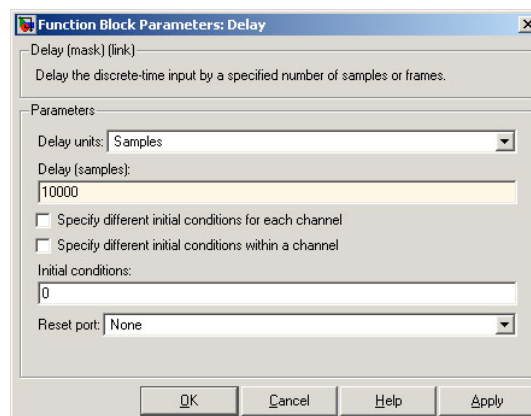 Function Block Parameters: Delay
Delay (mask) (link)
Delay the discrete-time input by a specified number of samples or frames.
Parameters
Delay units: Samples
Delay (samples):
10000
Specify different initial conditions for each channel
Specify different initial conditions within a channel
Initial conditions:
0
Reset port: None
OK Cancel Help Apply